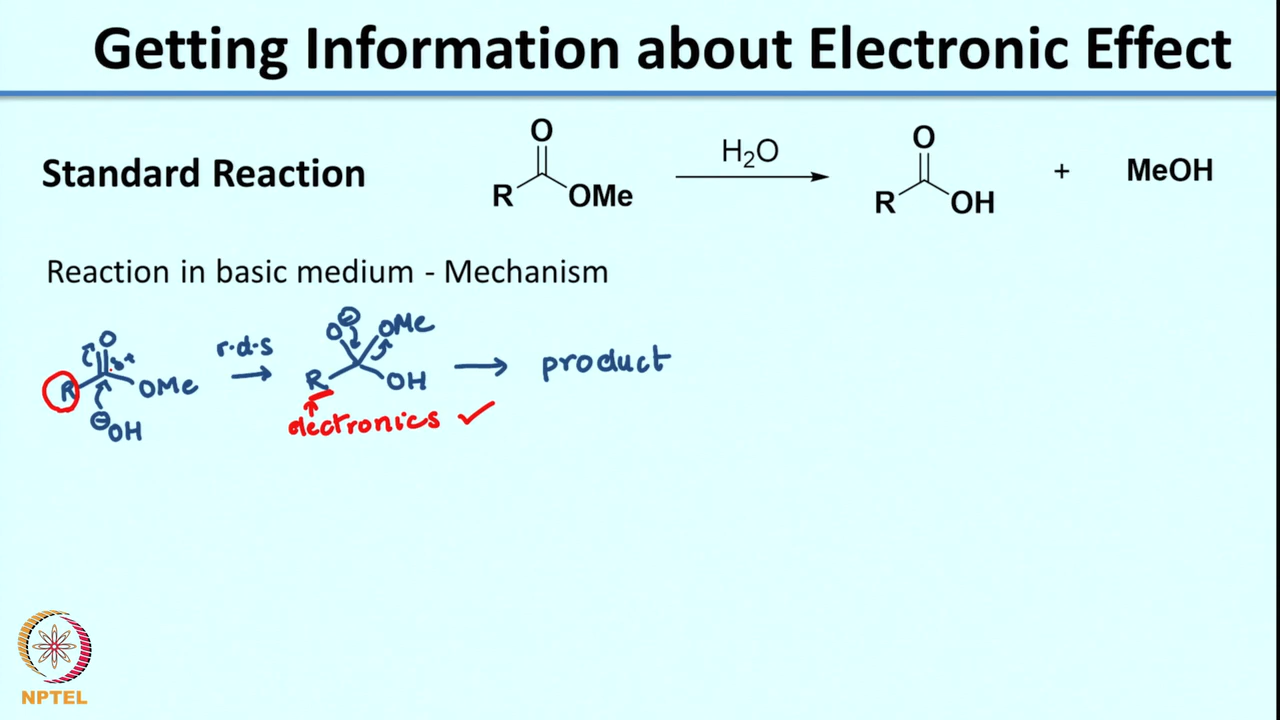 Getting Information about Electronic Effect
Standard Reaction
O
R OMe
H₂O
O
R OH
+ MeOH
Reaction in basic medium - Mechanism
O
δ+
R OMe
⊖OH
r.d.s
O⊖ OMe
R OH
product
electronics ✓
NPTEL